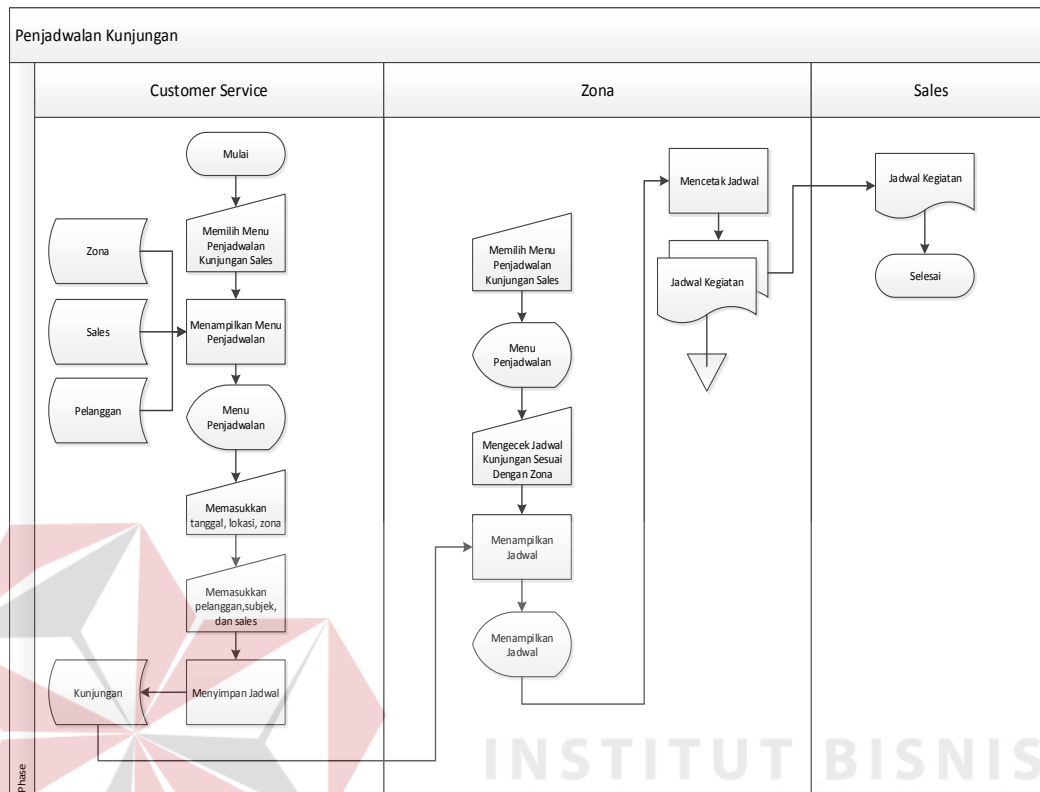 Penjadwalan Kunjungan
Customer Service
Zona
Sales
Mulai
Memilih Menu
Penjadwalan
Kunjungan Sales
Zona
Sales
Pelanggan
Menampilkan Menu
Penjadwalan
Menu
Penjadwalan
Memasukkan
tanggal, lokasi, zona
Memasukkan
pelanggan,subjek,
dan sales
Menyimpan Jadwal
Kunjungan
Memilih Menu
Penjadwalan
Kunjungan Sales
Menu
Penjadwalan
Mengecek Jadwal
Kunjungan Sesuai
Dengan Zona
Menampilkan
Jadwal
Menampilkan
Jadwal
Mencetak Jadwal
Jadwal Kegiatan
Jadwal Kegiatan
Selesai
Phase
INSTITUT BISNIS